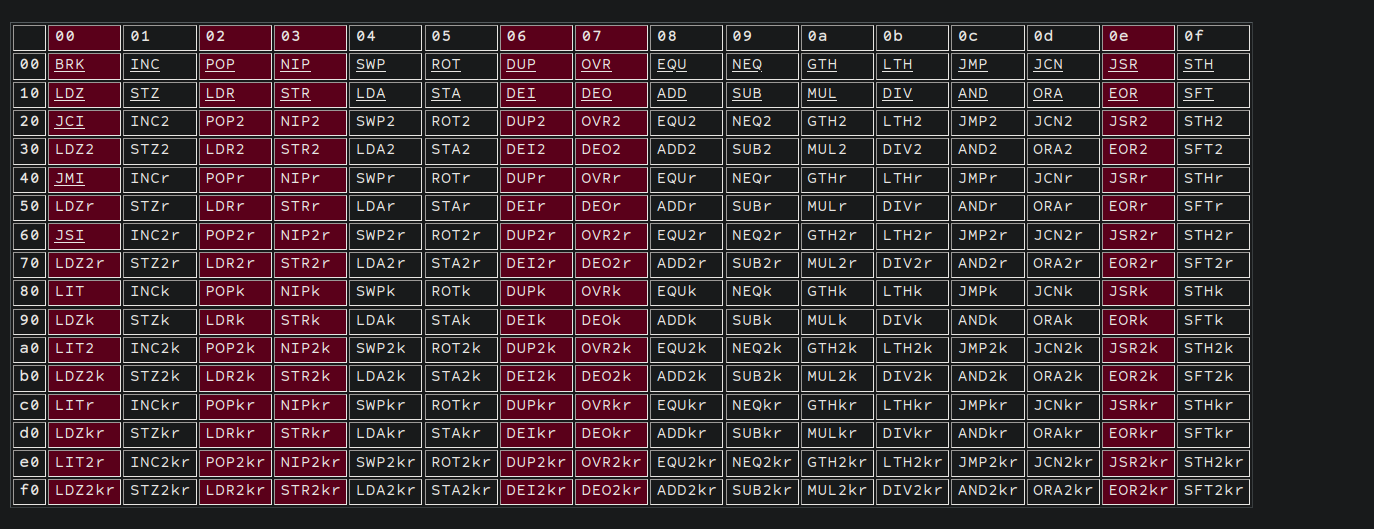 00 01 02 03 04 05 06 07 08 09 0a 0b 0c 0d 0e 0f
00 BRK INC POP NIP SWP ROT DUP OVR EQU NEQ GTH LTH JMP JCN JSR STH
10 LDZ STZ LDR STR LDA STA DEI DEO ADD SUB MUL DIV AND ORA EOR SFT
20 JCI INC2 POP2 NIP2 SWP2 ROT2 DUP2 OVR2 EQU2 NEQ2 GTH2 LTH2 JMP2 JCN2 JSR2 STH2
30 LDZ2 STZ2 LDR2 STR2 LDA2 STA2 DEI2 DEO2 ADD2 SUB2 MUL2 DIV2 AND2 ORA2 EOR2 SFT2
40 JMI INCr POPr NIPr SWPr ROTr DUPr OVRr EQUr NEQr GTHr LTHr JMPr JCNr JSRr STHr
50 LDZr STZr LDRr STRr LDAr STAr DEIr DEOr ADDr SUBr MULr DIVr ANDr ORAr EORr SFTr
60 JSI INC2r POP2r NIP2r SWP2r ROT2r DUP2r OVR2r EQU2r NEQ2r GTH2r LTH2r JMP2r JCN2r JSR2r STH2r
70 LDZ2r STZ2r LDR2r STR2r LDA2r STA2r DEI2r DEO2r ADD2r SUB2r MUL2r DIV2r AND2r ORA2r EOR2r SFT2r
80 LIT INCk POPk NIPk SWPk ROTk DUPk OVRk EQUk NEQk GTHk LTHk JMPk JCNk JSRk STHk
90 LDZk STZk LDRk STRk LDAk STAk DEIk DEOk ADDk SUBk MULk DIVk ANDk ORAk EORk SFTk
a0 LIT2 INC2k POP2k NIP2k SWP2k ROT2k DUP2k OVR2k EQU2k NEQ2k GTH2k LTH2k JMP2k JCN2k JSR2k STH2k
b0 LDZ2k STZ2k LDR2k STR2k LDA2k STA2k DEI2k DEO2k ADD2k SUB2k MUL2k DIV2k AND2k ORA2k EOR2k SFT2k
c0 LITr INCkr POPkr NIPkr SWPkr ROTkr DUPkr OVRkr EQUkr NEQkr GTHkr LTHkr JMPkr JCNkr JSRkr STHkr
d0 LDZkr STZkr LDRkr STRkr LDAkr STAkr DEIkr DEOkr ADDkr SUBkr MULkr DIVkr ANDkr ORAkr EORkr SFTkr
e0 LIT2r INC2kr POP2kr NIP2kr SWP2kr ROT2kr DUP2kr OVR2kr EQU2kr NEQ2kr GTH2kr LTH2kr JMP2kr JCN2kr JSR2kr STH2kr
f0 LDZ2kr STZ2kr LDR2kr STR2kr LDA2kr STA2kr DEI2kr DEO2kr ADD2kr SUB2kr MUL2kr DIV2kr AND2kr ORA2kr EOR2kr SFT2kr